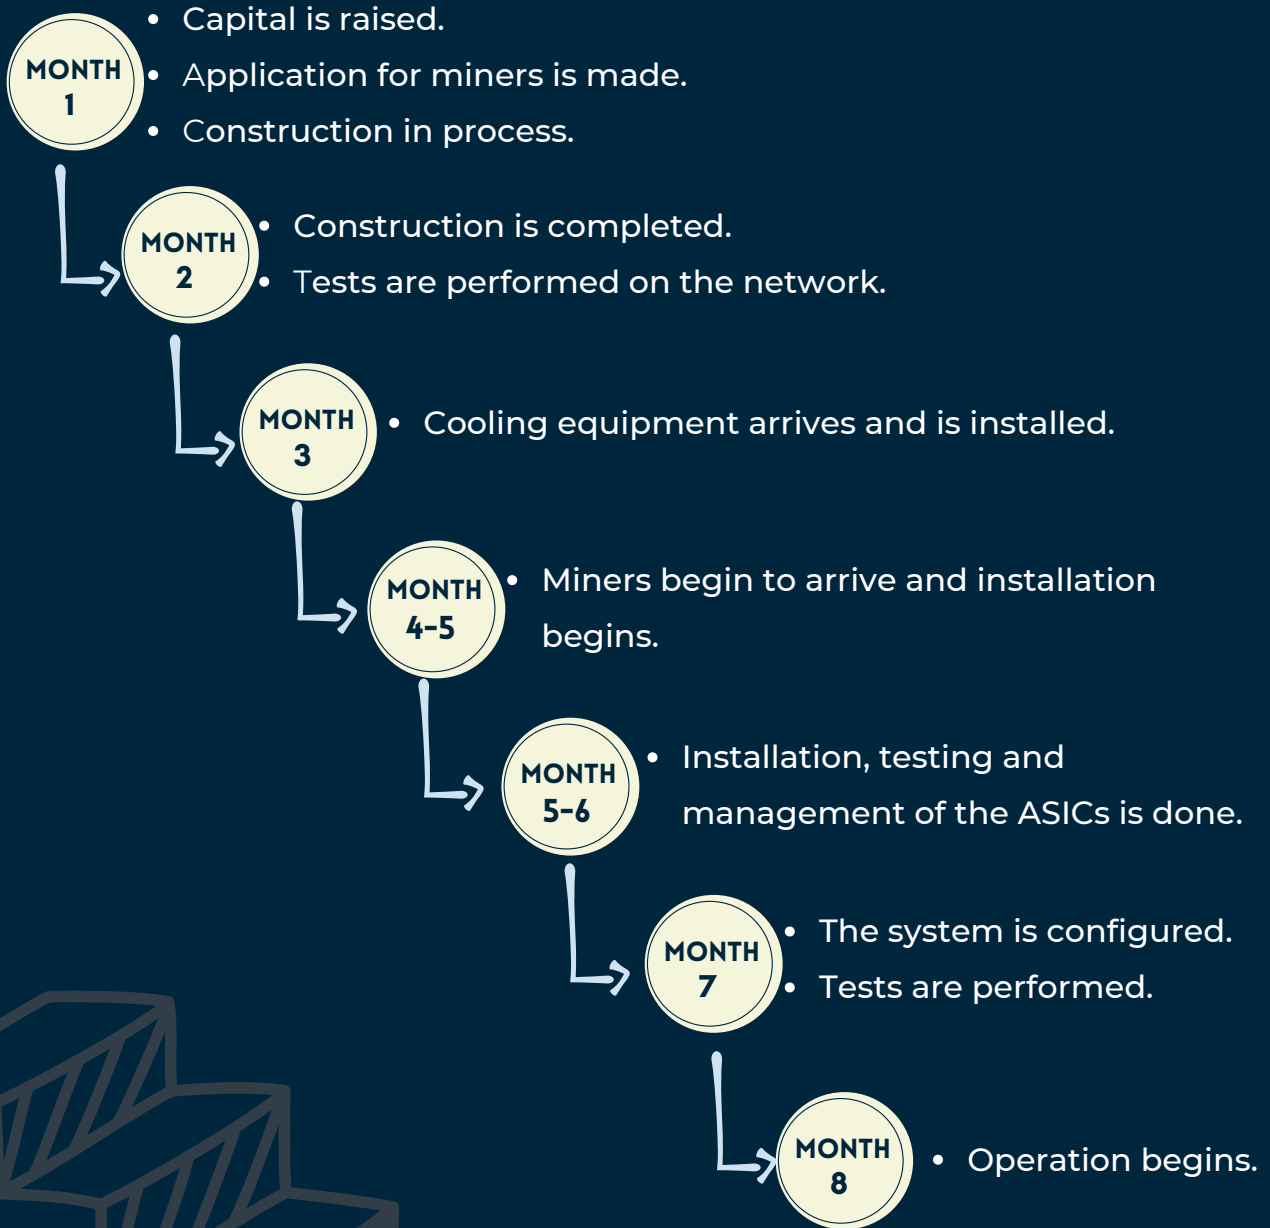 MONTH
1
• Capital is raised.
• Application for miners is made.
• Construction in process.
MONTH
2
• Construction is completed.
• Tests are performed on the network.
MONTH
3
• Cooling equipment arrives and is installed.
MONTH
4-5
• Miners begin to arrive and installation
begins.
MONTH
5-6
• Installation, testing and
management of the ASICs is done.
MONTH
7
• The system is configured.
• Tests are performed.
MONTH
8
• Operation begins.